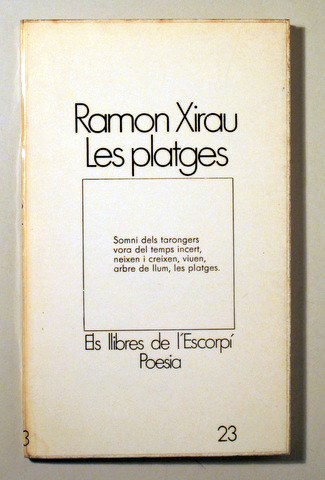 Ramon Xirau
Les platges
Somni dels tarongers
vora del temps incert,
neixen i creixen, viuen,
arbre de llum, les platges.
Els llibres de l'Escorpí
Poesia
23